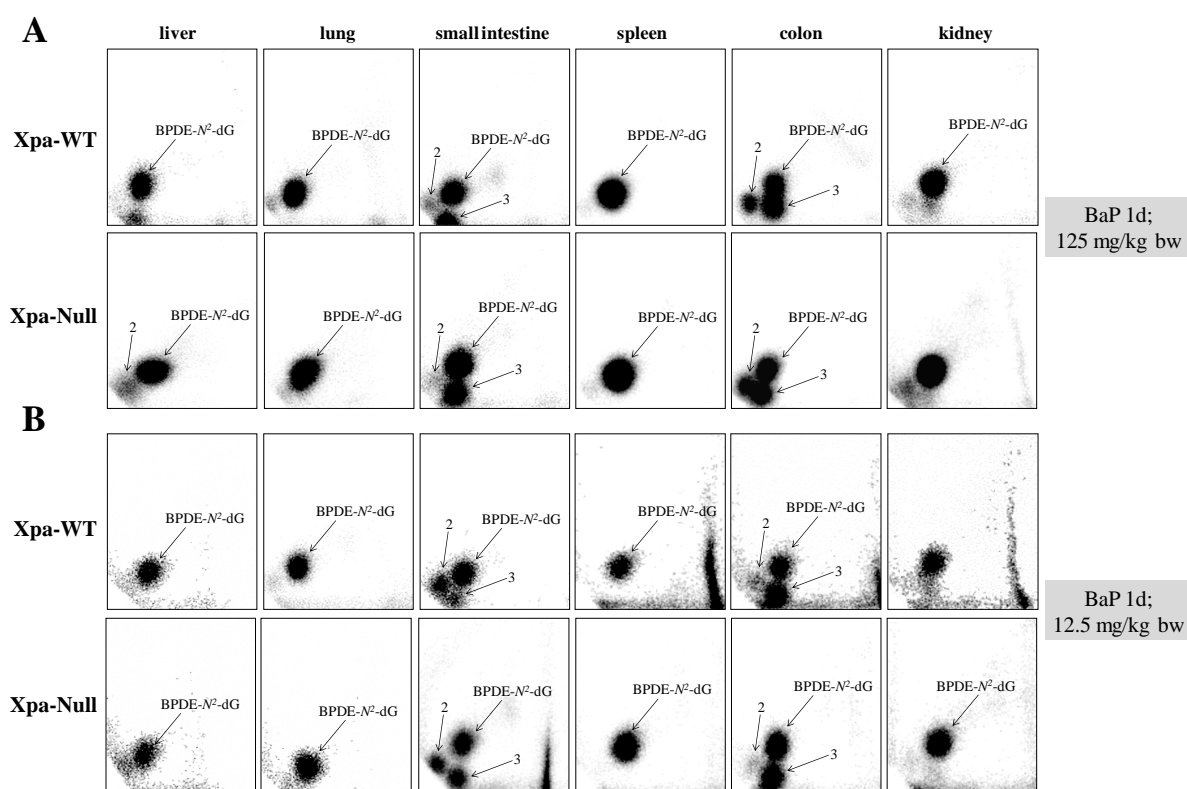 A
liver lung small intestine spleen colon kidney
Xpa-WT
BPDE-N²-dG
BPDE-N²-dG
2 BPDE-N²-dG
3
BPDE-N²-dG
2 BPDE-N²-dG
3
BPDE-N²-dG
BaP 1d;
125 mg/kg bw
Xpa-Null
2 BPDE-N²-dG
BPDE-N²-dG
2 BPDE-N²-dG
3
BPDE-N²-dG
2 BPDE-N²-dG
3
B
Xpa-WT
BPDE-N²-dG
BPDE-N²-dG
2 BPDE-N²-dG
3
BPDE-N²-dG
2 BPDE-N²-dG
3
BaP 1d;
12.5 mg/kg bw
Xpa-Null
BPDE-N²-dG
BPDE-N²-dG
2 BPDE-N²-dG
3
BPDE-N²-dG
2 BPDE-N²-dG
3
BPDE-N²-dG